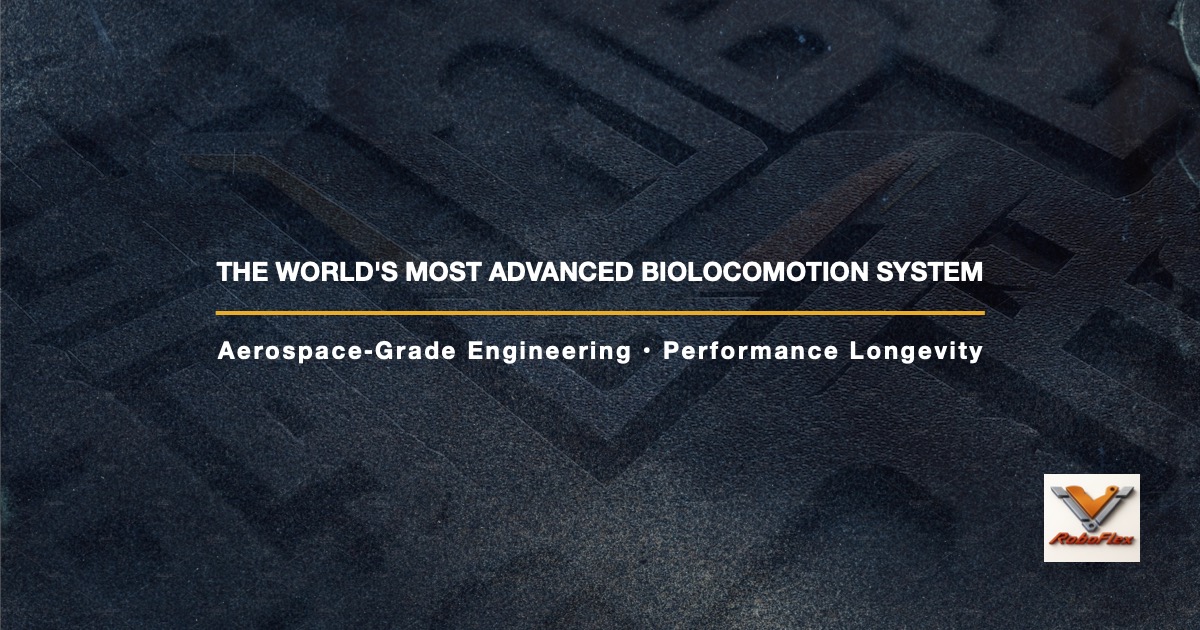 THE WORLD'S MOST ADVANCED BIOLOCOMOTION SYSTEM
Aerospace-Grade Engineering • Performance Longevity
RoboFlex